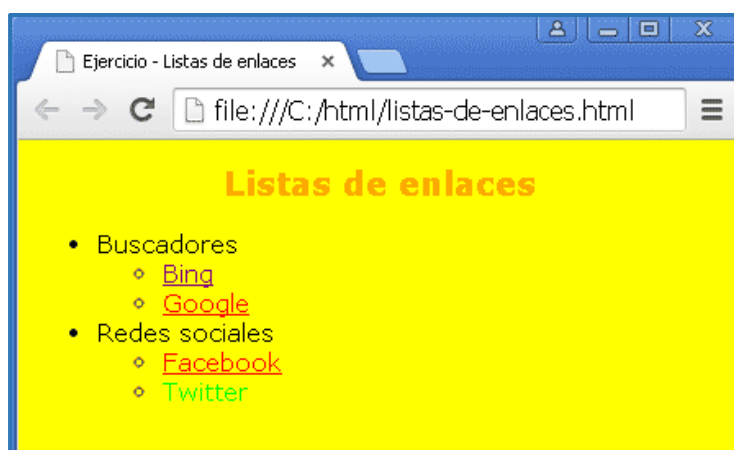 Ejercicio - Listas de enlaces
file:///C:/html/listas-de-enlaces.html
Listas de enlaces
Buscadores
Bing
Google
Redes sociales
Facebook
Twitter